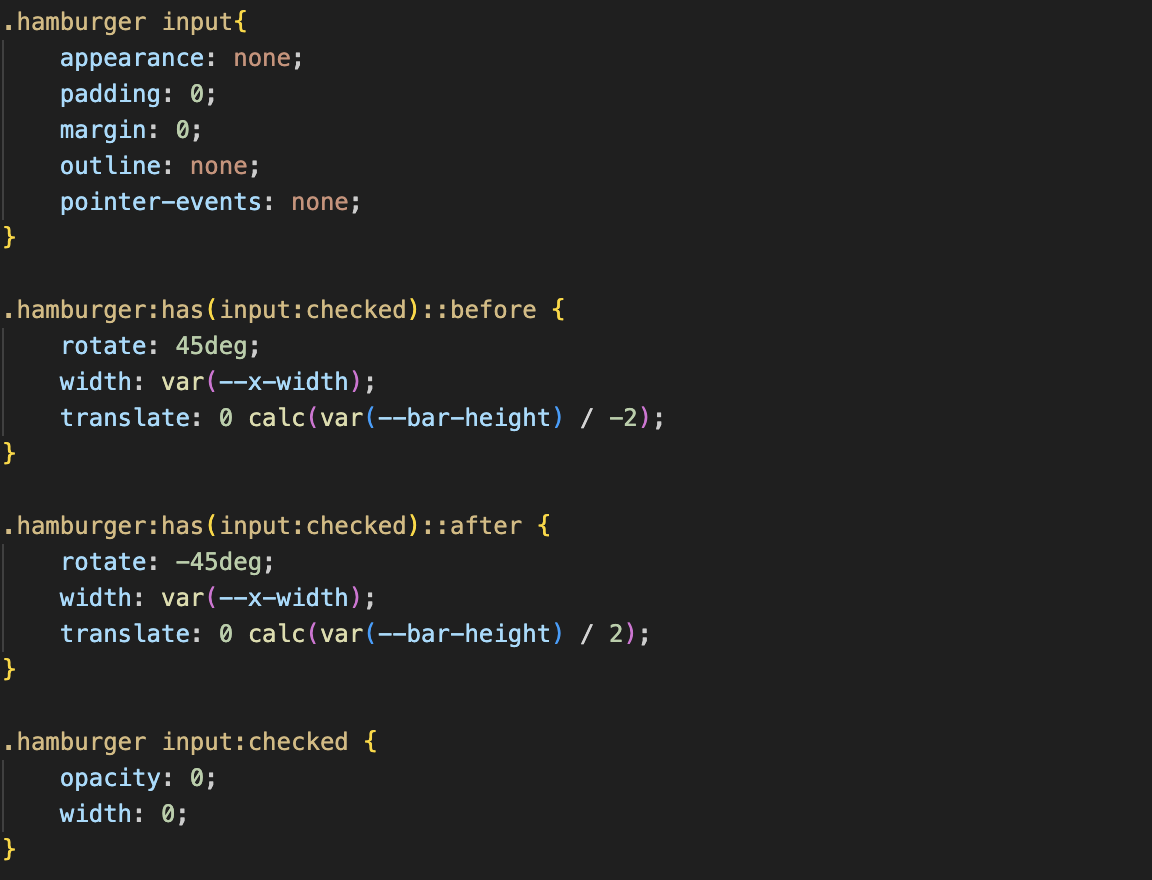 .hamburger input{
    appearance: none;
    padding: 0;
    margin: 0;
    outline: none;
    pointer-events: none;
}

.hamburger:has(input:checked)::before {
    rotate: 45deg;
    width: var(--x-width);
    translate: 0 calc(var(--bar-height) / -2);
}

.hamburger:has(input:checked)::after {
    rotate: -45deg;
    width: var(--x-width);
    translate: 0 calc(var(--bar-height) / 2);
}

.hamburger input:checked {
    opacity: 0;
    width: 0;
}